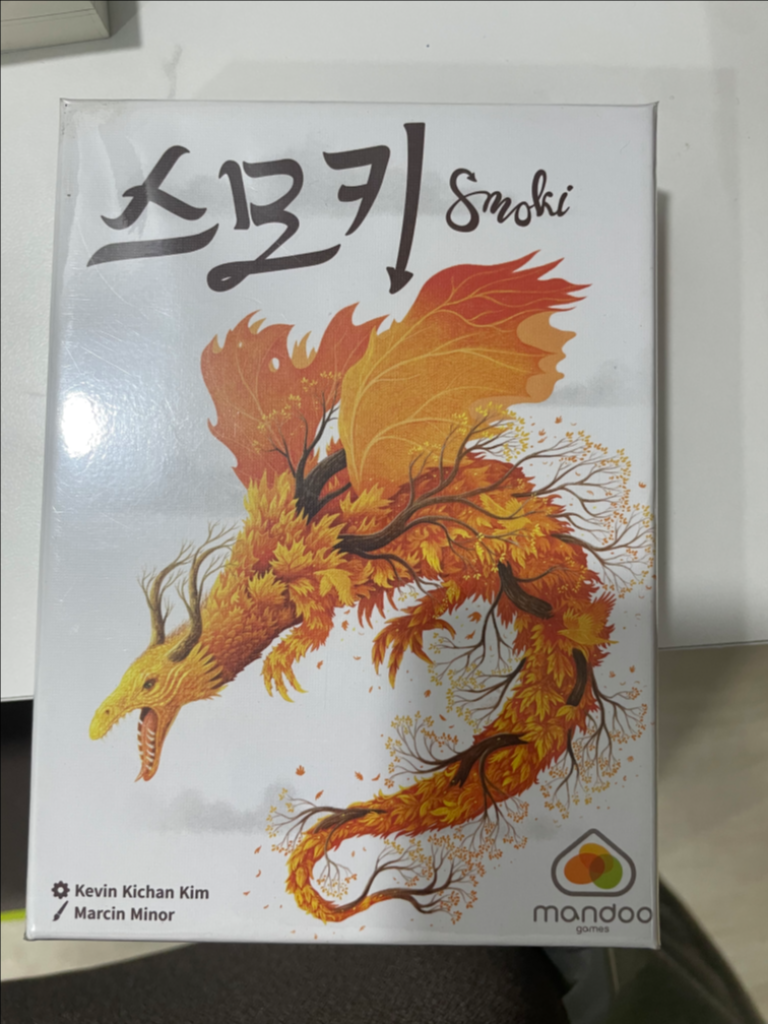 스모키 Smoki
Kevin Kichan Kim
Marcin Minor
mandoo
games